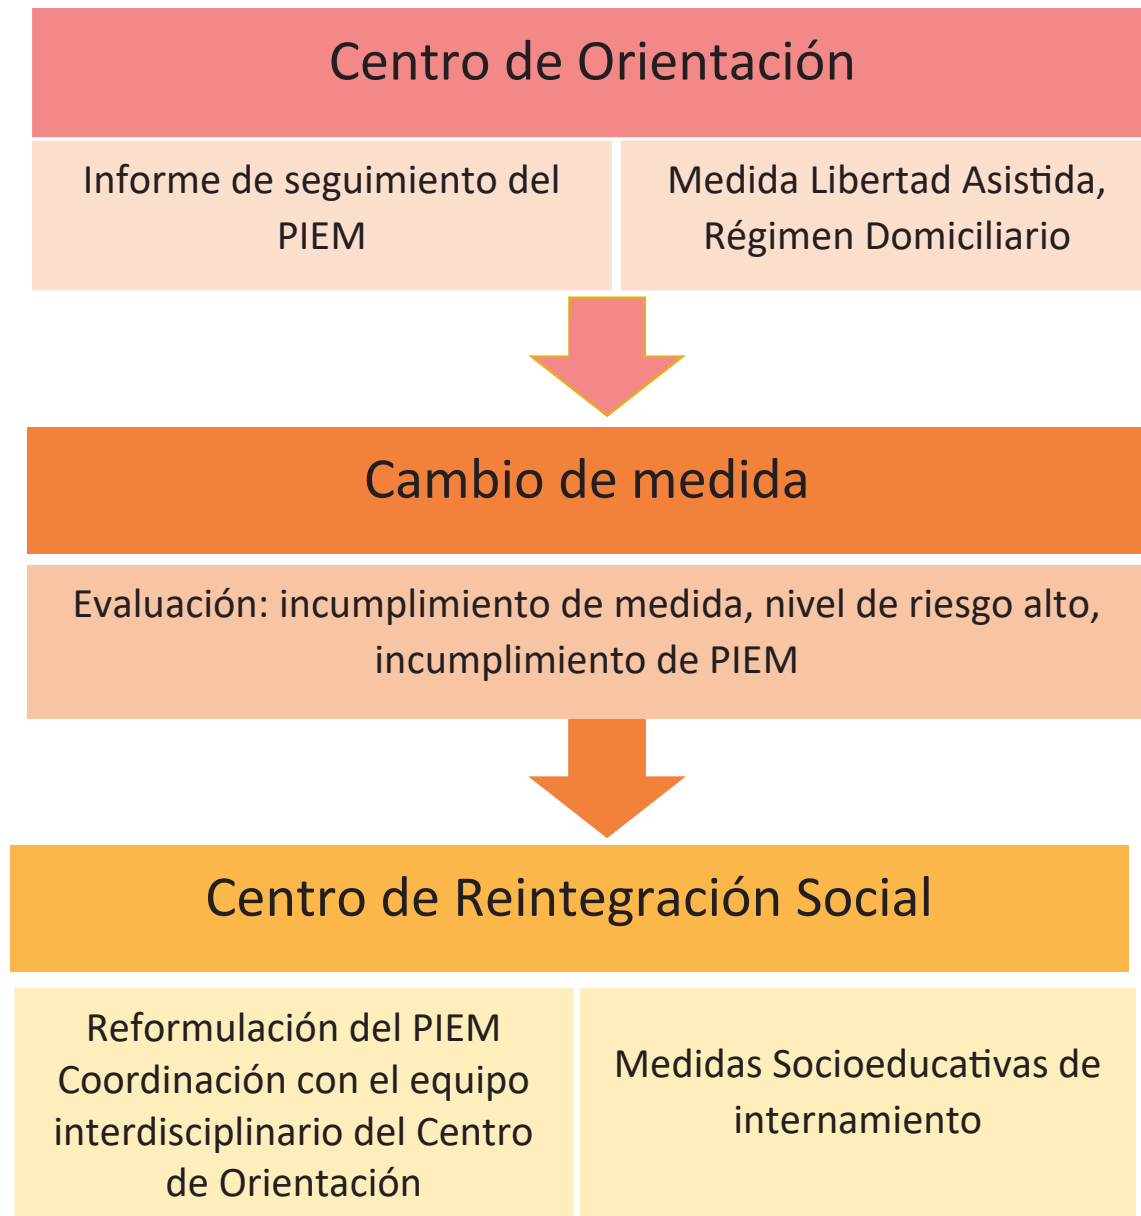 Centro de Orientación
Informe de seguimiento del
PIEM
Medida Libertad Asistida,
Régimen Domiciliario
Cambio de medida
Evaluación: incumplimiento de medida, nivel de riesgo alto,
incumplimiento de PIEM
Centro de Reintegración Social
Reformulación del PIEM
Coordinación con el equipo
interdisciplinario del Centro
de Orientación
Medidas Socioeducativas de
internamiento